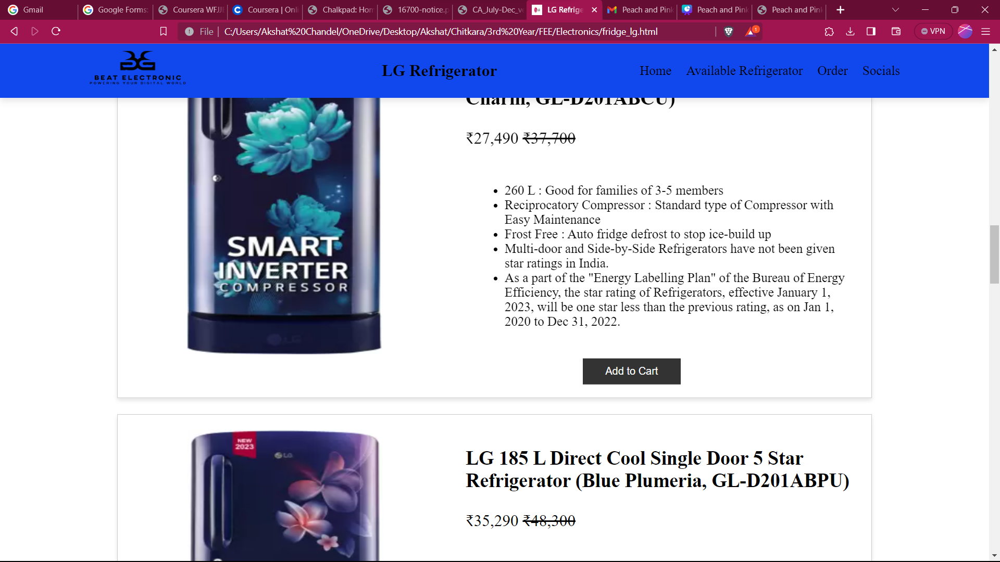 Gmail
Google Forms:
Coursera WFJJI
Coursera | Onli
Chalkpad: Hom
16700-notice.p
CA_July-Dec_ve
LG Refrige
Peach and Pink
Peach and Pink
Peach and Pink
File
C:/Users/Akshat%20Chandel/OneDrive/Desktop/Akshat/Chitkara/3rd%20Year/FEE/Electronics/fridge_lg.html
1
VPN
BEAT ELECTRONIC
POWERING YOUR DIGITAL WORLD
LG Refrigerator
Home Available Refrigerator Order Socials
Charm, GL-D201ABCU)
₹27,490 ₹37,700
• 260 L : Good for families of 3-5 members
• Reciprocatory Compressor : Standard type of Compressor with
Easy Maintenance
• Frost Free : Auto fridge defrost to stop ice-build up
• Multi-door and Side-by-Side Refrigerators have not been given
star ratings in India.
• As a part of the "Energy Labelling Plan" of the Bureau of Energy
Efficiency, the star rating of Refrigerators, effective January 1,
2023, will be one star less than the previous rating, as on Jan 1,
2020 to Dec 31, 2022.
SMART
INVERTER
COMPRESSOR
LG
Add to Cart
NEW
2023
LG
LG 185 L Direct Cool Single Door 5 Star
Refrigerator (Blue Plumeria, GL-D201ABPU)
₹35,290 ₹48,300